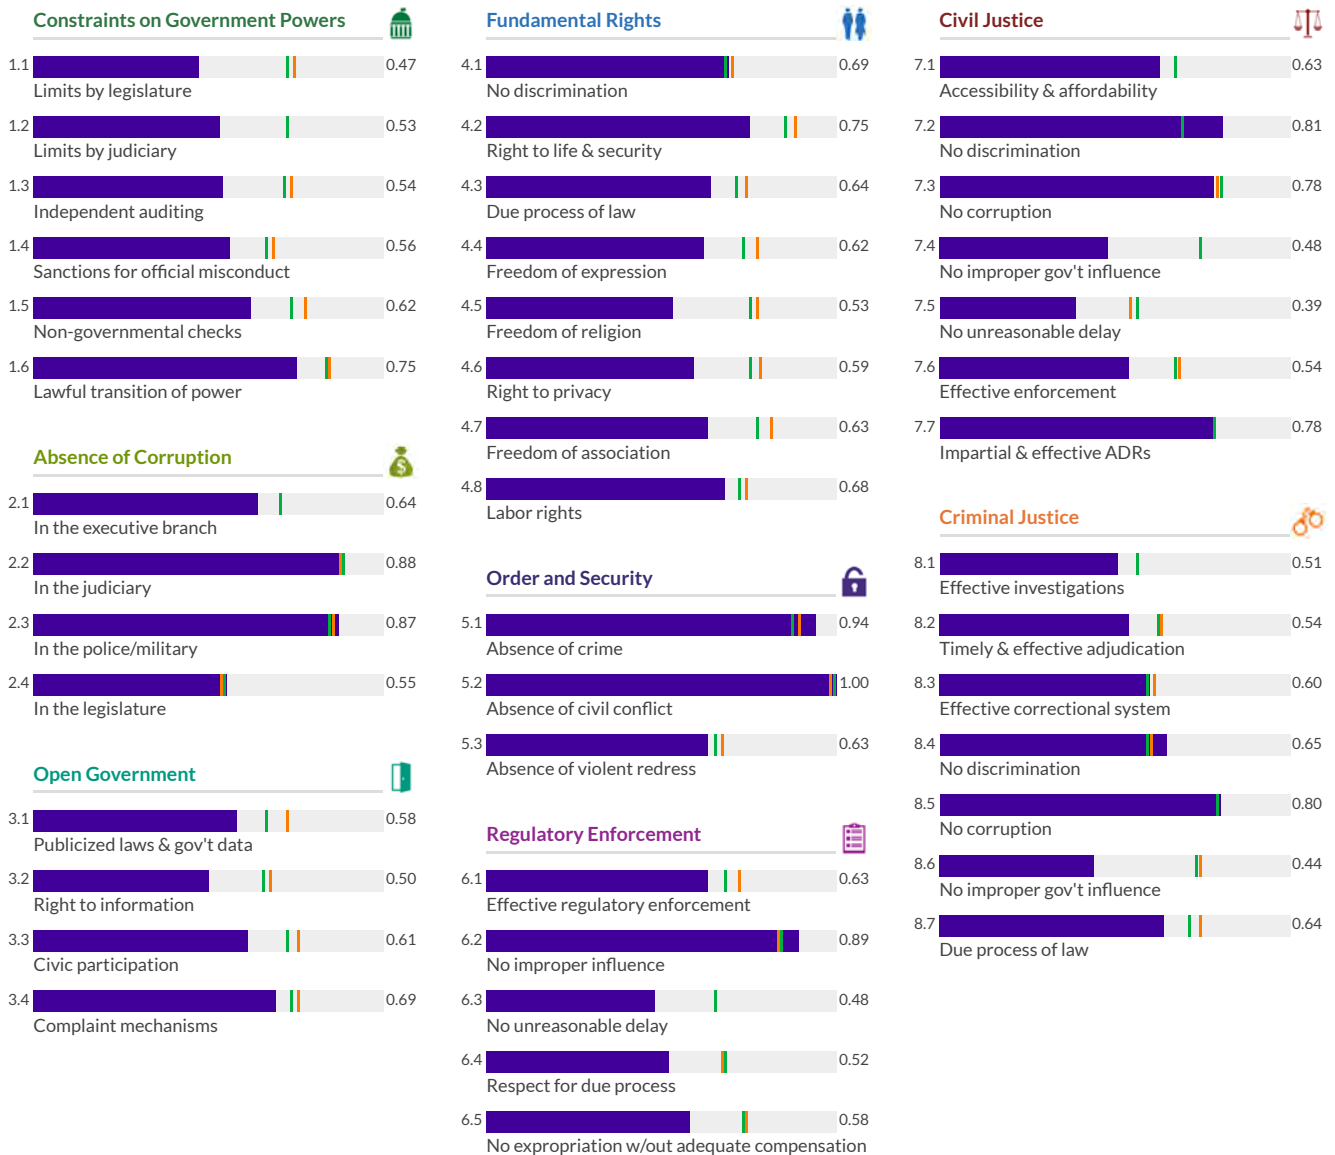 Constraints on Government Powers
1.1 0.47
Limits by legislature
1.2 0.53
Limits by judiciary
1.3 0.54
Independent auditing
1.4 0.56
Sanctions for official misconduct
1.5 0.62
Non-governmental checks
1.6 0.75
Lawful transition of power
Absence of Corruption
2.1 0.64
In the executive branch
2.2 0.88
In the judiciary
2.3 0.87
In the police/military
2.4 0.55
In the legislature
Open Government
3.1 0.58
Publicized laws & gov't data
3.2 0.50
Right to information
3.3 0.61
Civic participation
3.4 0.69
Complaint mechanisms
Fundamental Rights
4.1 0.69
No discrimination
4.2 0.75
Right to life & security
4.3 0.64
Due process of law
4.4 0.62
Freedom of expression
4.5 0.53
Freedom of religion
4.6 0.59
Right to privacy
4.7 0.63
Freedom of association
4.8 0.68
Labor rights
Order and Security
5.1 0.94
Absence of crime
5.2 1.00
Absence of civil conflict
5.3 0.63
Absence of violent redress
Regulatory Enforcement
6.1 0.63
Effective regulatory enforcement
6.2 0.89
No improper influence
6.3 0.48
No unreasonable delay
6.4 0.52
Respect for due process
6.5 0.58
No expropriation w/out adequate compensation
Civil Justice
7.1 0.63
Accessibility & affordability
7.2 0.81
No discrimination
7.3 0.78
No corruption
7.4 0.48
No improper gov't influence
7.5 0.39
No unreasonable delay
7.6 0.54
Effective enforcement
7.7 0.78
Impartial & effective ADRs
Criminal Justice
8.1 0.51
Effective investigations
8.2 0.54
Timely & effective adjudication
8.3 0.60
Effective correctional system
8.4 0.65
No discrimination
8.5 0.80
No corruption
8.6 0.44
No improper gov't influence
8.7 0.64
Due process of law